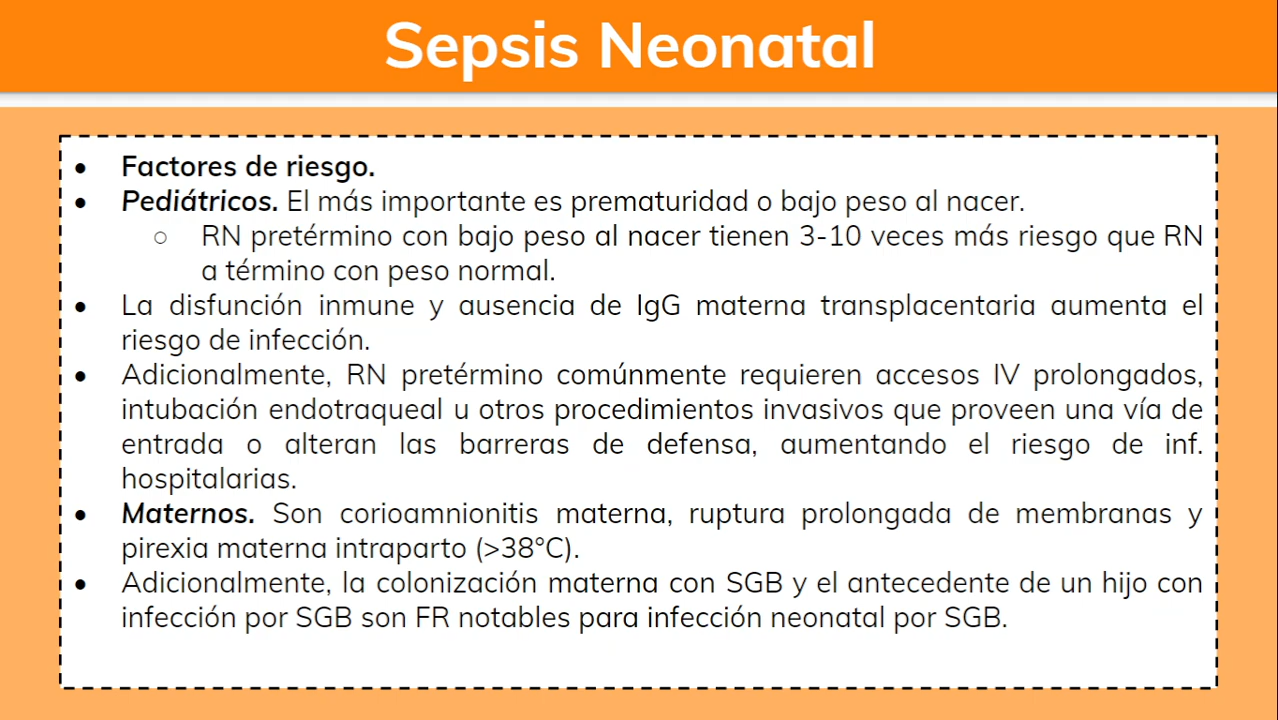 Sepsis Neonatal
● Factores de riesgo.
● Pediátricos. El más importante es prematuridad o bajo peso al nacer.
○ RN pretérmino con bajo peso al nacer tienen 3-10 veces más riesgo que RN
a término con peso normal.
● La disfunción inmune y ausencia de IgG materna transplacentaria aumenta el
riesgo de infección.
● Adicionalmente, RN pretérmino comúnmente requieren accesos IV prolongados,
intubación endotraqueal u otros procedimientos invasivos que proveen una vía de
entrada o alteran las barreras de defensa, aumentando el riesgo de inf.
hospitalarias.
● Maternos. Son corioamnionitis materna, ruptura prolongada de membranas y
pirexia materna intraparto (>38°C).
● Adicionalmente, la colonización materna con SGB y el antecedente de un hijo con
infección por SGB son FR notables para infección neonatal por SGB.